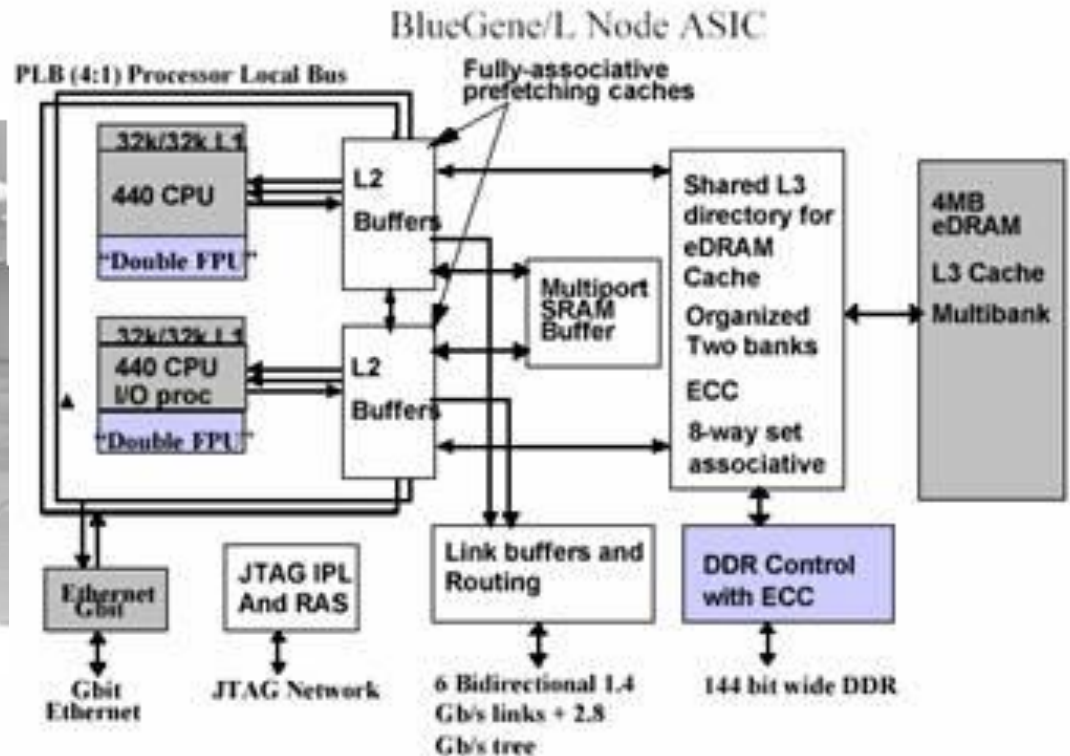 BlueGene/L Node ASIC
PLB (4:1) Processor Local Bus
Fully-associative
prefetching caches
32k/32k L1
440 CPU
"Double FPU"
L2
Buffers
32k/32k L1
440 CPU
I/O proc
"Double FPU"
L2
Buffers
Multiport
SRAM
Buffer
Shared L3
directory for
eDRAM
Cache
Organized
Two banks
ECC
8-way set
associative
4MB
eDRAM
L3 Cache
Multibank
Ethernet
Gbit
JTAG IPL
And RAS
Link buffers and
Routing
DDR Control
with ECC
Gbit
Ethernet
JTAG Network
6 Bidirectional 1.4
Gb/s links + 2.8
Gb/s tree
144 bit wide DDR